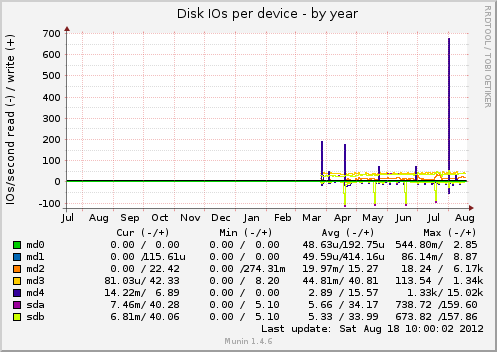 Disk IOs per device - by year
RRDTOOL / TOBI OETIKER
IOs/second read (-) / write (+)
700
600
500
400
300
200
100
0
-100
Jul Aug Sep Oct Nov Dec Jan Feb Mar Apr May Jun Jul Aug
Cur (-/+) Min (-/+) Avg (-/+) Max (-/+)
md0 0.00 / 0.00 0.00 / 0.00 48.63u/192.75u 544.80m/ 2.85
md1 0.00 /115.61u 0.00 / 0.00 49.59u/414.16u 86.14m/ 8.87
md2 0.00 / 22.42 0.00 /274.31m 19.97m/ 15.27 18.24 / 6.17k
md3 81.03u/ 42.33 0.00 / 8.20 44.81m/ 40.81 113.54 / 1.34k
md4 14.22m/ 6.89 0.00 / 0.00 2.89 / 15.57 1.33k/ 15.02k
sda 7.46m/ 40.28 0.00 / 5.10 5.66 / 34.17 738.72 /159.60
sdb 6.81m/ 40.06 0.00 / 5.10 5.33 / 33.99 673.82 /157.86
Last update: Sat Aug 18 10:00:02 2012
Munin 1.4.6